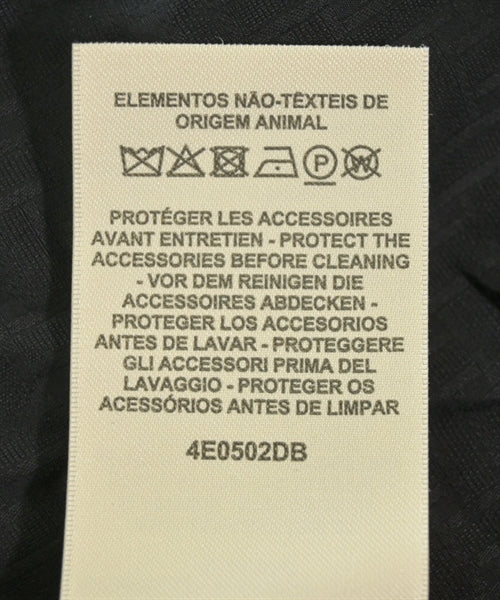 ELEMENTOS NÃO-TÊXTEIS DE
ORIGEM ANIMAL
P W
PROTÉGER LES ACCESSOIRES
AVANT ENTRETIEN - PROTECT THE
ACCESSORIES BEFORE CLEANING
- VOR DEM REINIGEN DIE
ACCESSOIRES ABDECKEN -
PROTEGER LOS ACCESORIOS
ANTES DE LAVAR - PROTEGGERE
GLI ACCESSORI PRIMA DEL
LAVAGGIO - PROTEGER OS
ACESSÓRIOS ANTES DE LIMPAR
4E0502DB